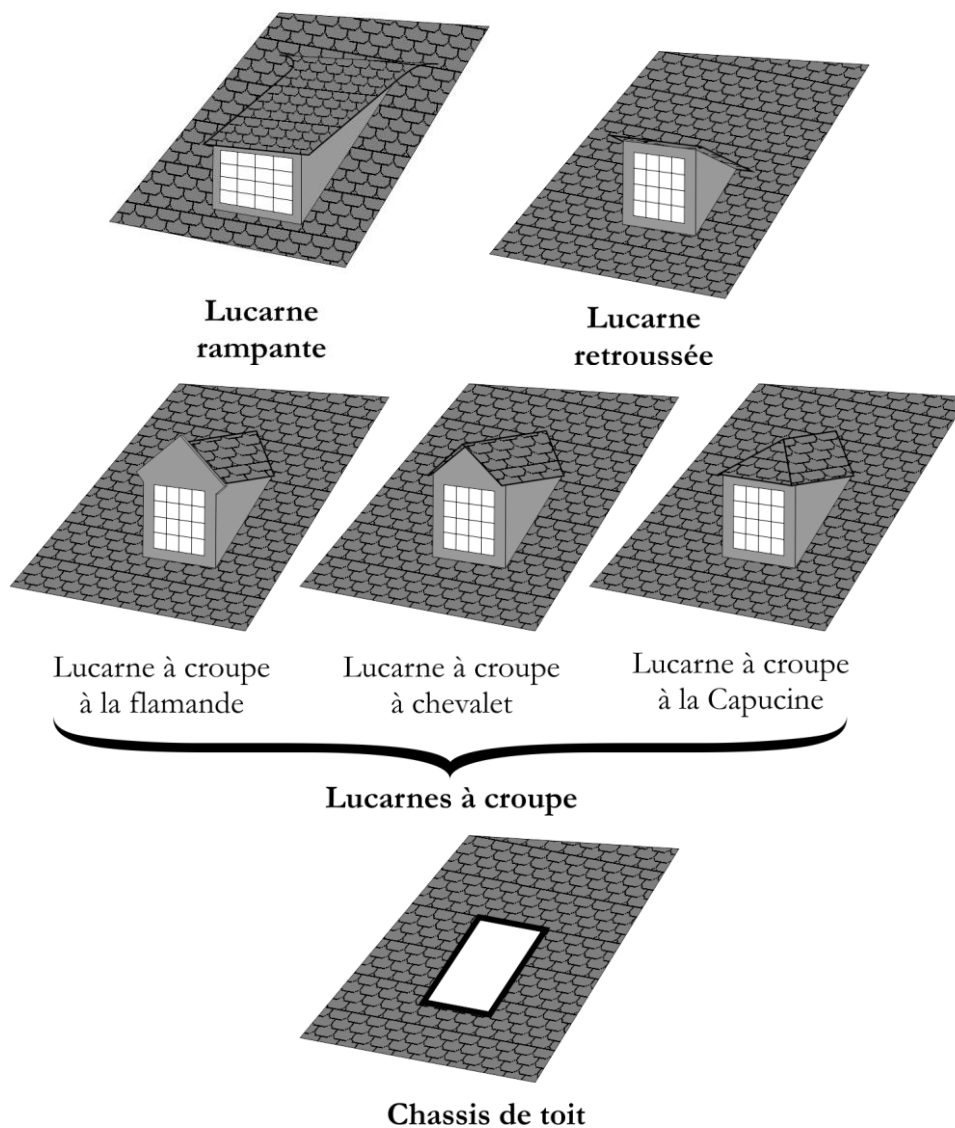 Lucarne
rampante
Lucarne
retroussée
Lucarne à croupe
à la flamande
Lucarne à croupe
à chevalet
Lucarne à croupe
à la Capucine
Lucarnes à croupe
Chassis de toit